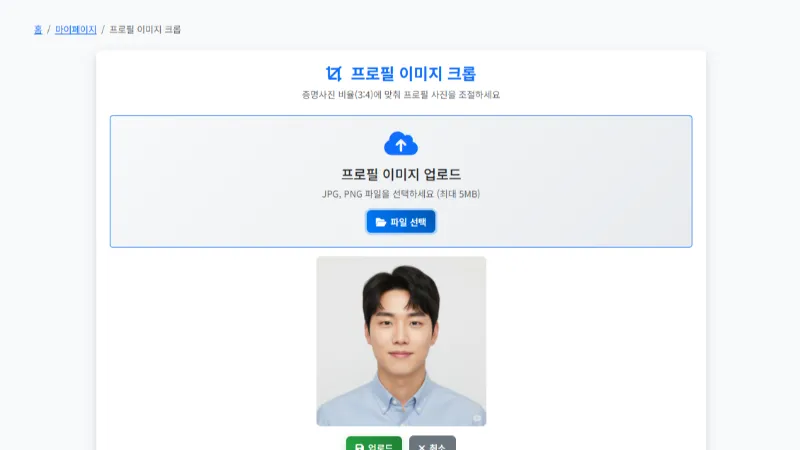 홈 / 마이페이지 / 프로필 이미지 크롭
프로필 이미지 크롭
증명사진 비율(3:4)에 맞춰 프로필 사진을 조절하세요
프로필 이미지 업로드
JPG, PNG 파일을 선택하세요 (최대 5MB)
파일 선택
업로드
취소